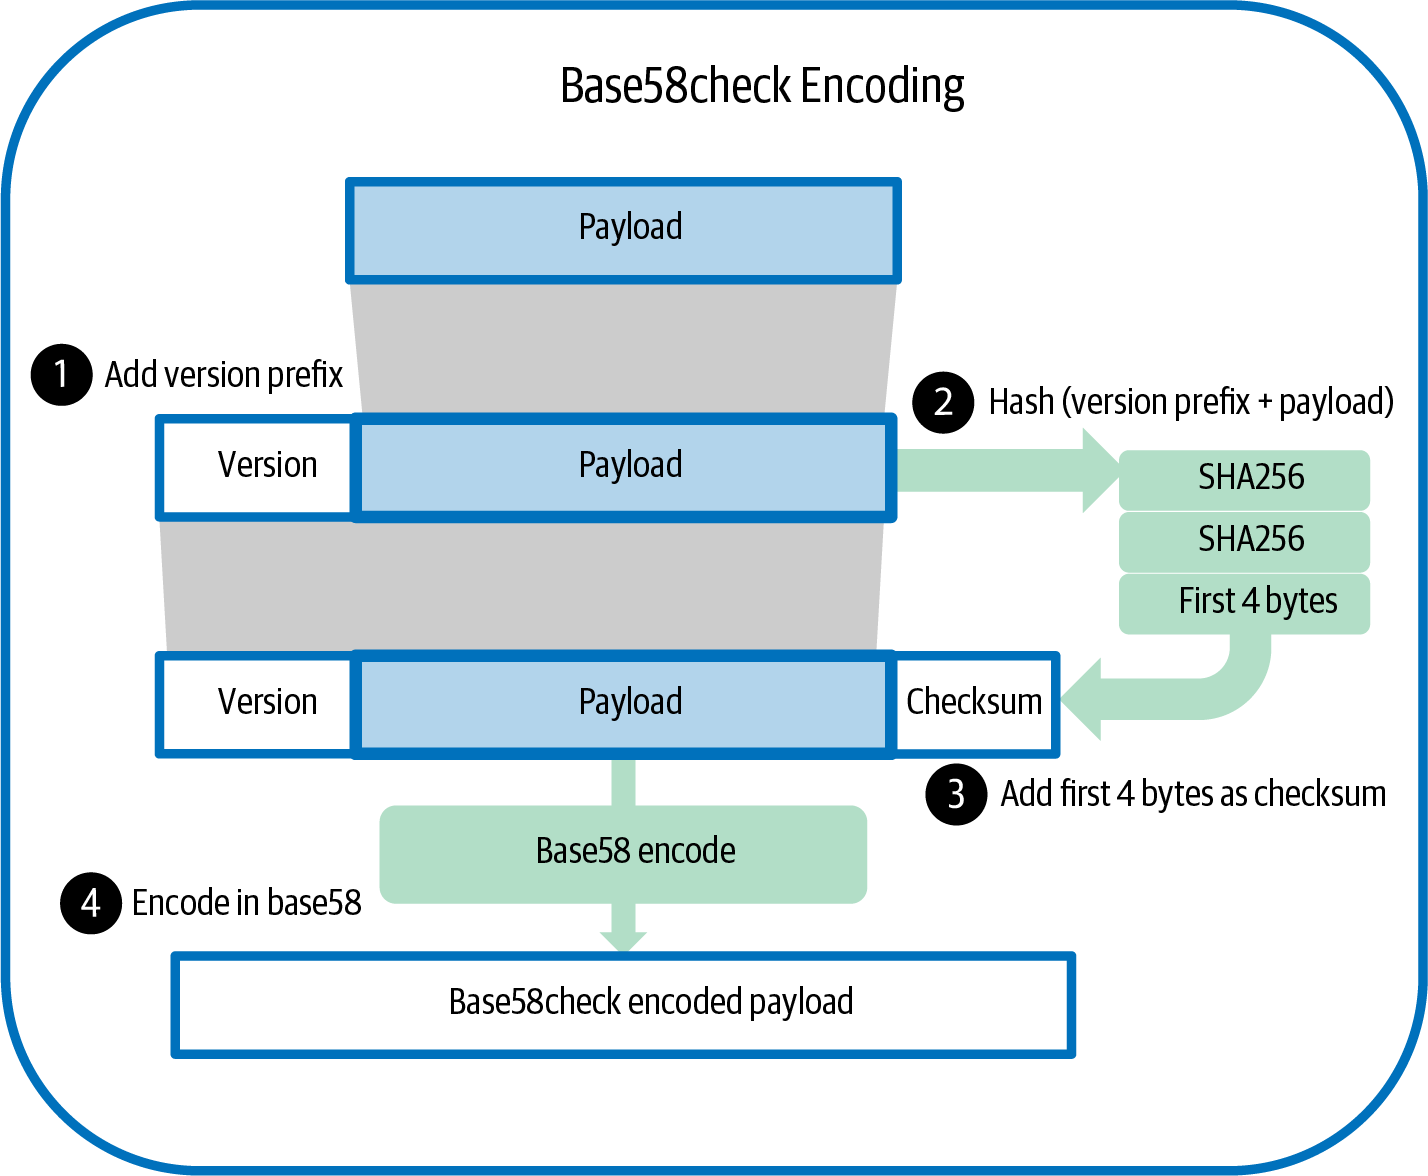 Base58check Encoding
Payload
1 Add version prefix
2 Hash (version prefix + payload)
Version Payload
SHA256
SHA256
First 4 bytes
Version Payload Checksum
3 Add first 4 bytes as checksum
Base58 encode
4 Encode in base58
Base58check encoded payload